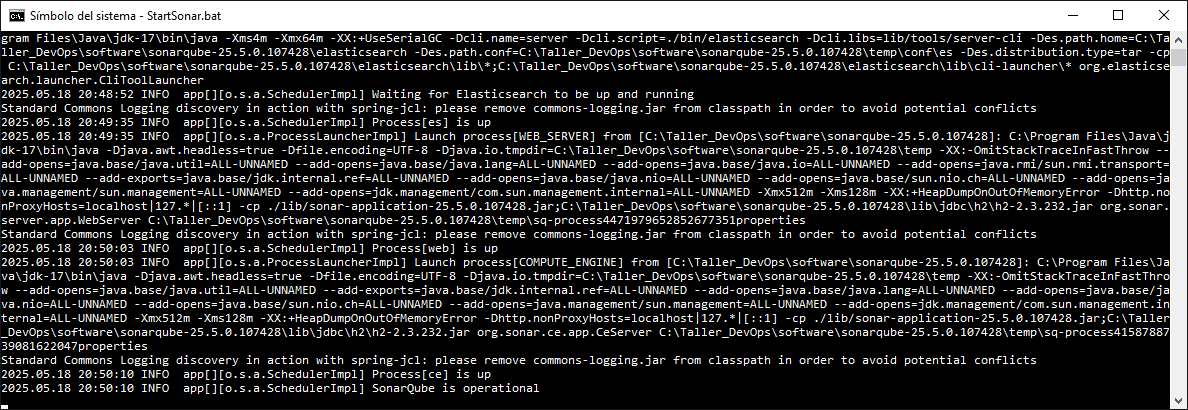 Símbolo del sistema - StartSonar.bat
gram Files\Java\jdk-17\bin\java -Xms4m -Xmx64m -XX:+UseSerialGC -Dcli.name=server -Dcli.script=./bin/elasticsearch -Dcli.libs=lib/tools/server-cli -Des.path.home=C:\Ta
ller_DevOps\software\sonarqube-25.5.0.107428\elasticsearch -Des.path.conf=C:\Taller_DevOps\software\sonarqube-25.5.0.107428\temp\conf\es -Des.distribution.type=tar -cp
 C:\Taller_DevOps\software\sonarqube-25.5.0.107428\elasticsearch\lib\*;C:\Taller_DevOps\software\sonarqube-25.5.0.107428\elasticsearch\lib\cli-launcher\* org.elasticse
arch.launcher.CliToolLauncher
2025.05.18 20:48:52 INFO  app[][o.s.a.SchedulerImpl] Waiting for Elasticsearch to be up and running
Standard Commons Logging discovery in action with spring-jcl: please remove commons-logging.jar from classpath in order to avoid potential conflicts
2025.05.18 20:49:35 INFO  app[][o.s.a.SchedulerImpl] Process[es] is up
2025.05.18 20:49:35 INFO  app[][o.s.a.ProcessLauncherImpl] Launch process[WEB_SERVER] from [C:\Taller_DevOps\software\sonarqube-25.5.0.107428]: C:\Program Files\Java\j
dk-17\bin\java -Djava.awt.headless=true -Dfile.encoding=UTF-8 -Djava.io.tmpdir=C:\Taller_DevOps\software\sonarqube-25.5.0.107428\temp -XX:-OmitStackTraceInFastThrow --
add-opens=java.base/java.util=ALL-UNNAMED --add-opens=java.base/java.lang=ALL-UNNAMED --add-opens=java.base/java.io=ALL-UNNAMED --add-opens=java.rmi/sun.rmi.transport=
ALL-UNNAMED --add-exports=java.base/jdk.internal.ref=ALL-UNNAMED --add-opens=java.base/java.nio=ALL-UNNAMED --add-opens=java.base/sun.nio.ch=ALL-UNNAMED --add-opens=ja
va.management/sun.management=ALL-UNNAMED --add-opens=jdk.management/com.sun.management.internal=ALL-UNNAMED -Xmx512m -Xms128m -XX:+HeapDumpOnOutOfMemoryError -Dhttp.no
nProxyHosts=localhost|127.*|[::1] -cp ./lib/sonar-application-25.5.0.107428.jar;C:\Taller_DevOps\software\sonarqube-25.5.0.107428\lib\jdbc\h2\h2-2.3.232.jar org.sonar.
server.app.WebServer C:\Taller_DevOps\software\sonarqube-25.5.0.107428\temp\sq-process4471979652852677351properties
Standard Commons Logging discovery in action with spring-jcl: please remove commons-logging.jar from classpath in order to avoid potential conflicts
2025.05.18 20:50:03 INFO  app[][o.s.a.SchedulerImpl] Process[web] is up
2025.05.18 20:50:03 INFO  app[][o.s.a.ProcessLauncherImpl] Launch process[COMPUTE_ENGINE] from [C:\Taller_DevOps\software\sonarqube-25.5.0.107428]: C:\Program Files\Ja
va\jdk-17\bin\java -Djava.awt.headless=true -Dfile.encoding=UTF-8 -Djava.io.tmpdir=C:\Taller_DevOps\software\sonarqube-25.5.0.107428\temp -XX:-OmitStackTraceInFastThro
w --add-opens=java.base/java.util=ALL-UNNAMED --add-exports=java.base/jdk.internal.ref=ALL-UNNAMED --add-opens=java.base/java.lang=ALL-UNNAMED --add-opens=java.base/ja
va.nio=ALL-UNNAMED --add-opens=java.base/sun.nio.ch=ALL-UNNAMED --add-opens=java.management/sun.management=ALL-UNNAMED --add-opens=jdk.management/com.sun.management.in
ternal=ALL-UNNAMED -Xmx512m -Xms128m -XX:+HeapDumpOnOutOfMemoryError -Dhttp.nonProxyHosts=localhost|127.*|[::1] -cp ./lib/sonar-application-25.5.0.107428.jar;C:\Taller
_DevOps\software\sonarqube-25.5.0.107428\lib\jdbc\h2\h2-2.3.232.jar org.sonar.ce.app.CeServer C:\Taller_DevOps\software\sonarqube-25.5.0.107428\temp\sq-process41587887
39081622047properties
Standard Commons Logging discovery in action with spring-jcl: please remove commons-logging.jar from classpath in order to avoid potential conflicts
2025.05.18 20:50:10 INFO  app[][o.s.a.SchedulerImpl] Process[ce] is up
2025.05.18 20:50:10 INFO  app[][o.s.a.SchedulerImpl] SonarQube is operational